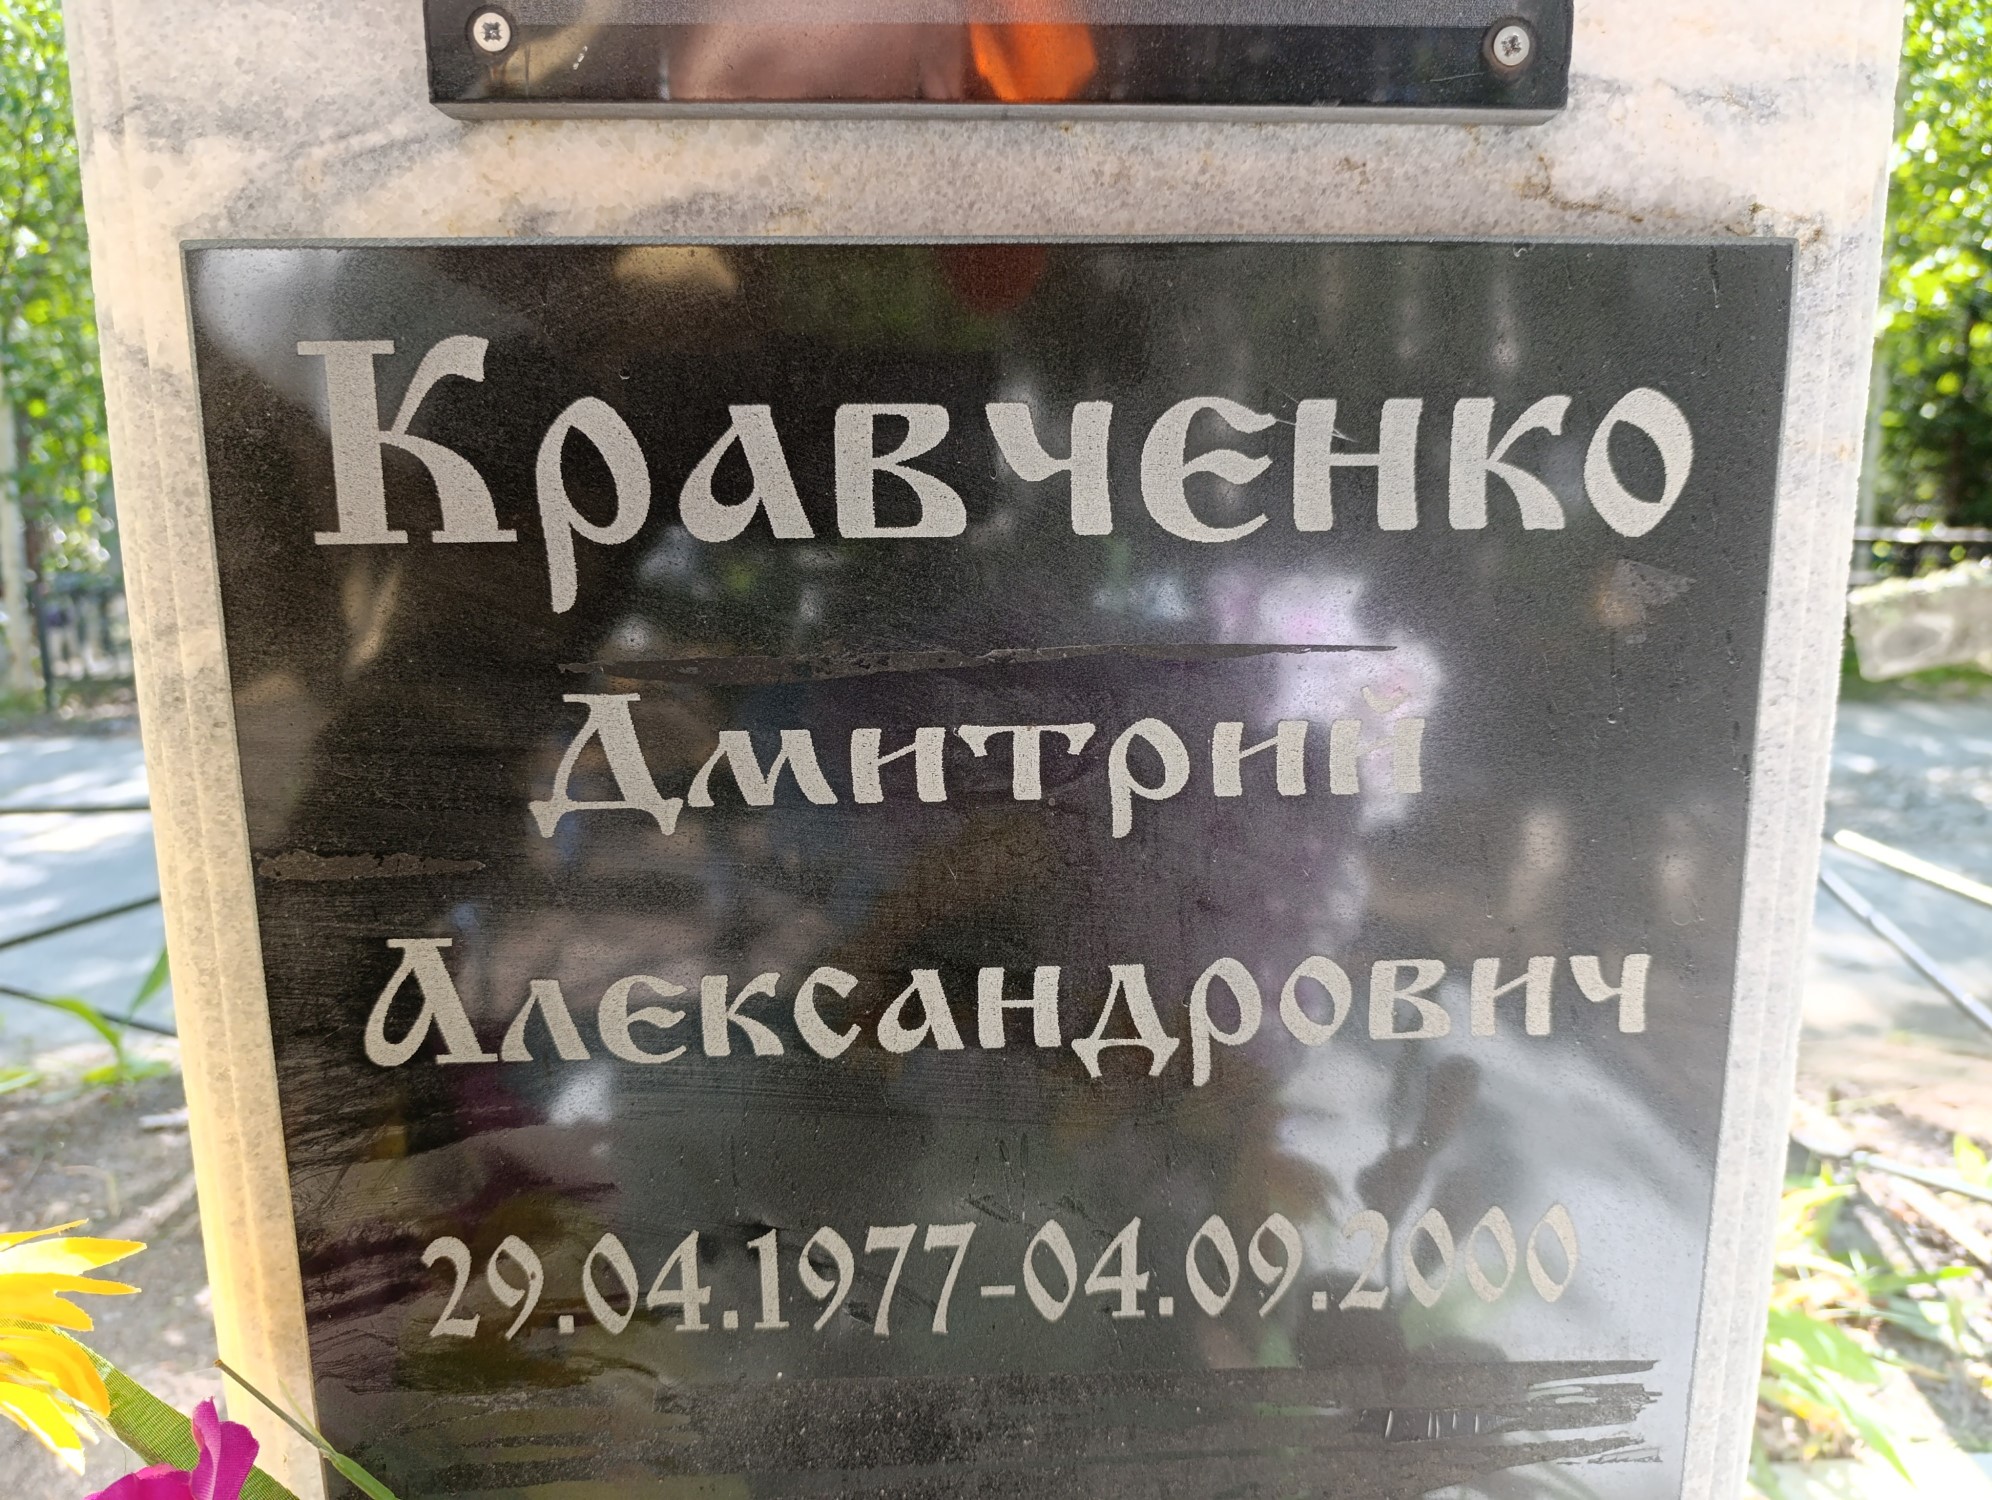 Кравченко
Дмитрий
Александрович
29.04.1977-04.09.2000